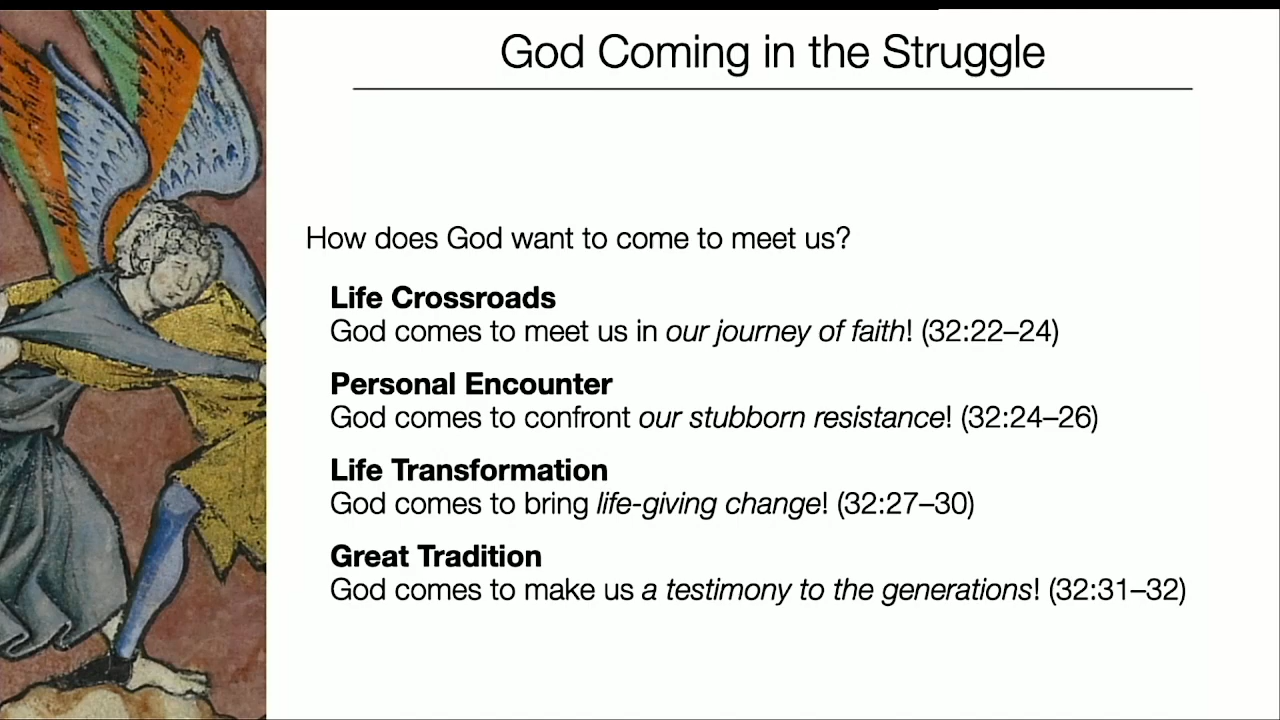 God Coming in the Struggle
How does God want to come to meet us?
Life Crossroads
God comes to meet us in our journey of faith! (32:22–24)
Personal Encounter
God comes to confront our stubborn resistance! (32:24–26)
Life Transformation
God comes to bring life-giving change! (32:27–30)
Great Tradition
God comes to make us a testimony to the generations! (32:31–32)